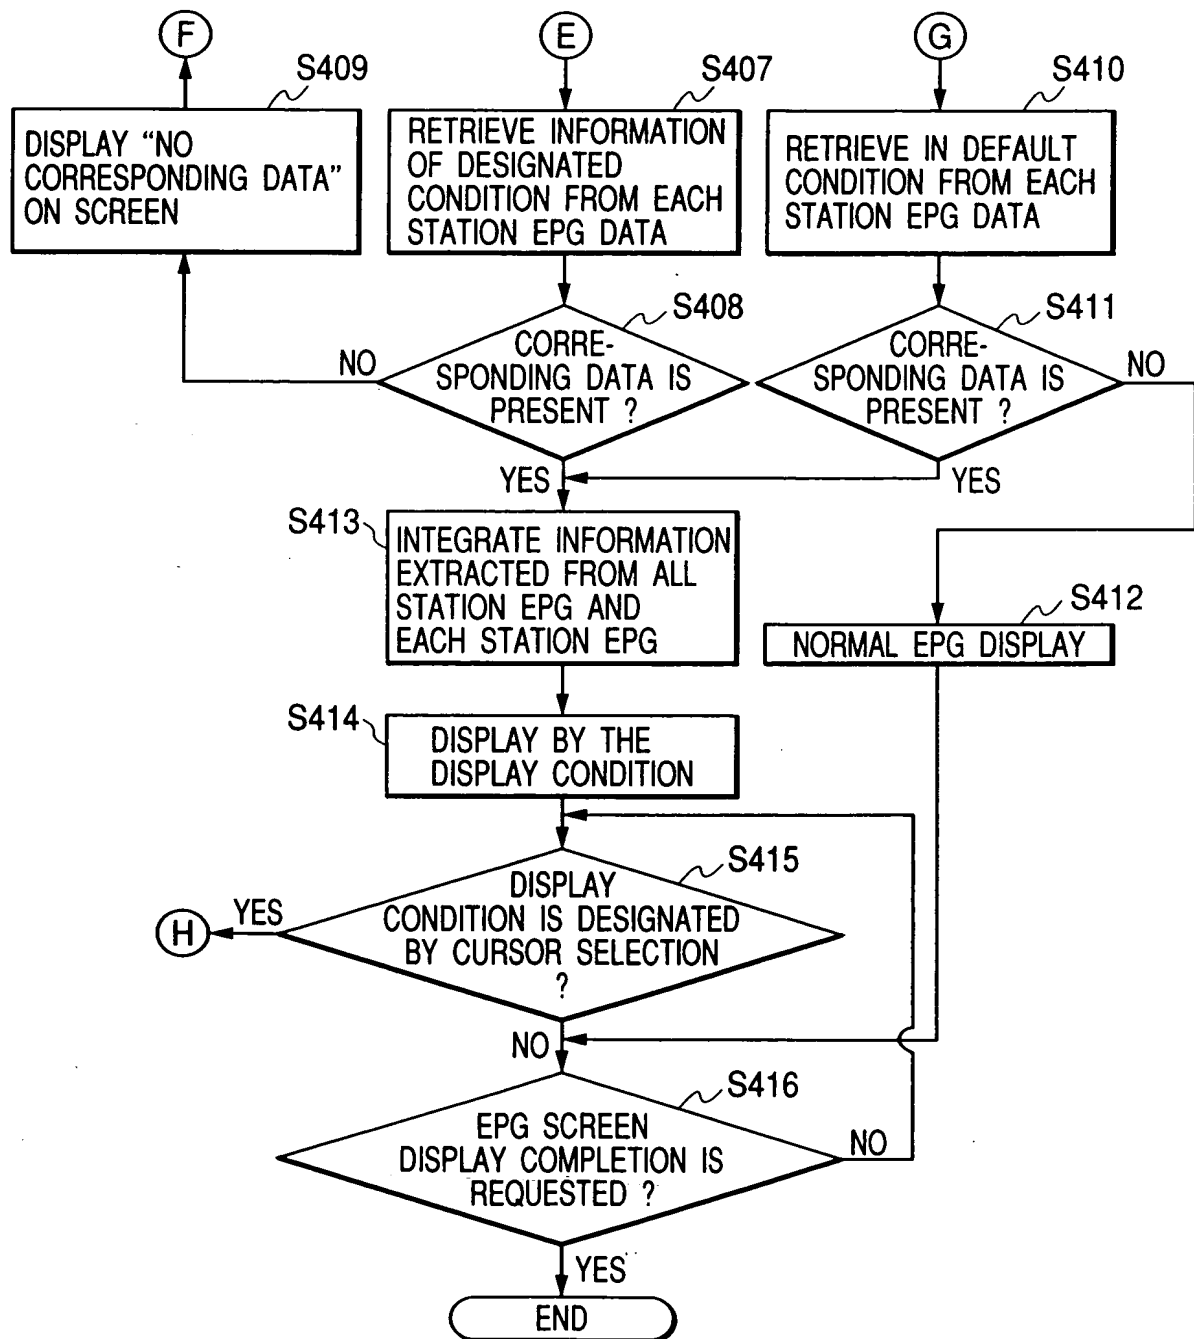 F
E
G
S409
S407
S410
DISPLAY “NO
CORRESPONDING DATA”
ON SCREEN
RETRIEVE INFORMATION
OF DESIGNATED
CONDITION FROM EACH
STATION EPG DATA
RETRIEVE IN DEFAULT
CONDITION FROM EACH
STATION EPG DATA
S408
S411
NO
CORRE-
SPONDING DATA IS
PRESENT ?
CORRE-
SPONDING DATA IS
PRESENT ?
NO
YES
YES
S413
INTEGRATE INFORMATION
EXTRACTED FROM ALL
STATION EPG AND
EACH STATION EPG
S412
NORMAL EPG DISPLAY
S414
DISPLAY BY THE
DISPLAY CONDITION
S415
H
YES
DISPLAY
CONDITION IS DESIGNATED
BY CURSOR SELECTION
?
NO
S416
EPG SCREEN
DISPLAY COMPLETION IS
REQUESTED ?
NO
YES
END